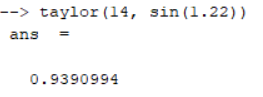 --> taylor(14, sin(1.22))
ans  =
0.9390994